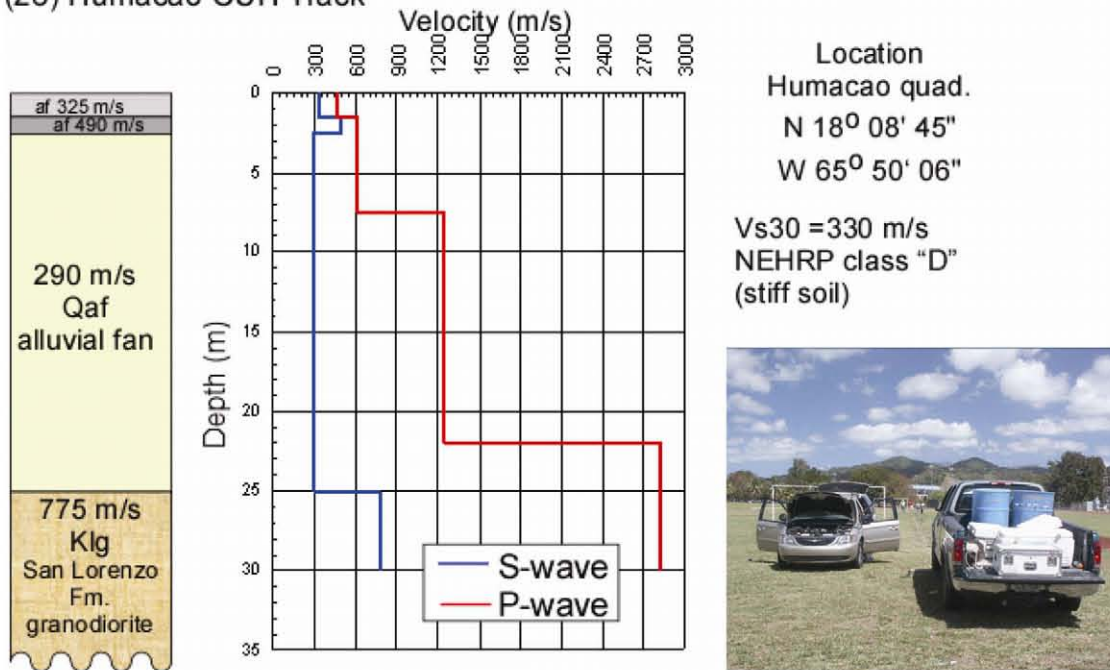 Velocity (m/s)
0 300 600 900 1200 1500 1800 2100 2400 2700 3000
af 325 m/s
af 490 m/s
290 m/s
Qaf
alluvial fan
775 m/s
Klg
San Lorenzo
Fm.
granodiorite
Depth (m)
0
5
10
15
20
25
30
35
S-wave
P-wave
Location
Humacao quad.
N 18⁰ 08' 45"
W 65⁰ 50' 06"
Vs30 =330 m/s
NEHRP class “D”
(stiff soil)